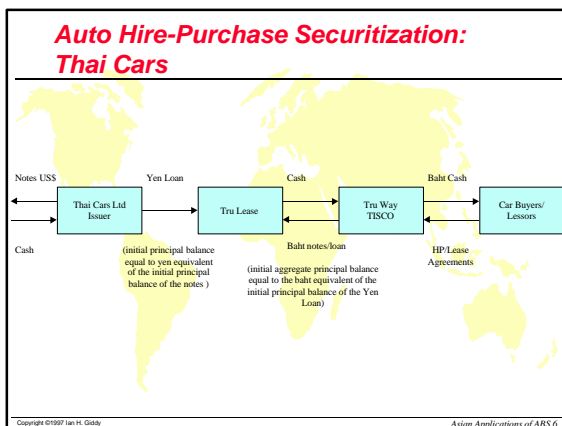 Auto Hire-Purchase Securitization:
Thai Cars
Notes US$
Yen Loan
Cash
Baht Cash
Thai Cars Ltd
Issuer
Tru Lease
Tru Way
TISCO
Car Buyers/
Lessors
Cash
(initial principal balance
equal to yen equivalent
of the initial principal
balance of the notes )
Baht notes/loan
(initial aggregate principal balance
equal to the baht equivalent of the
initial principal balance of the Yen
Loan)
HP/Lease
Agreements
Copyright ©1997 Ian H. Giddy
Asian Applications of ABS 6